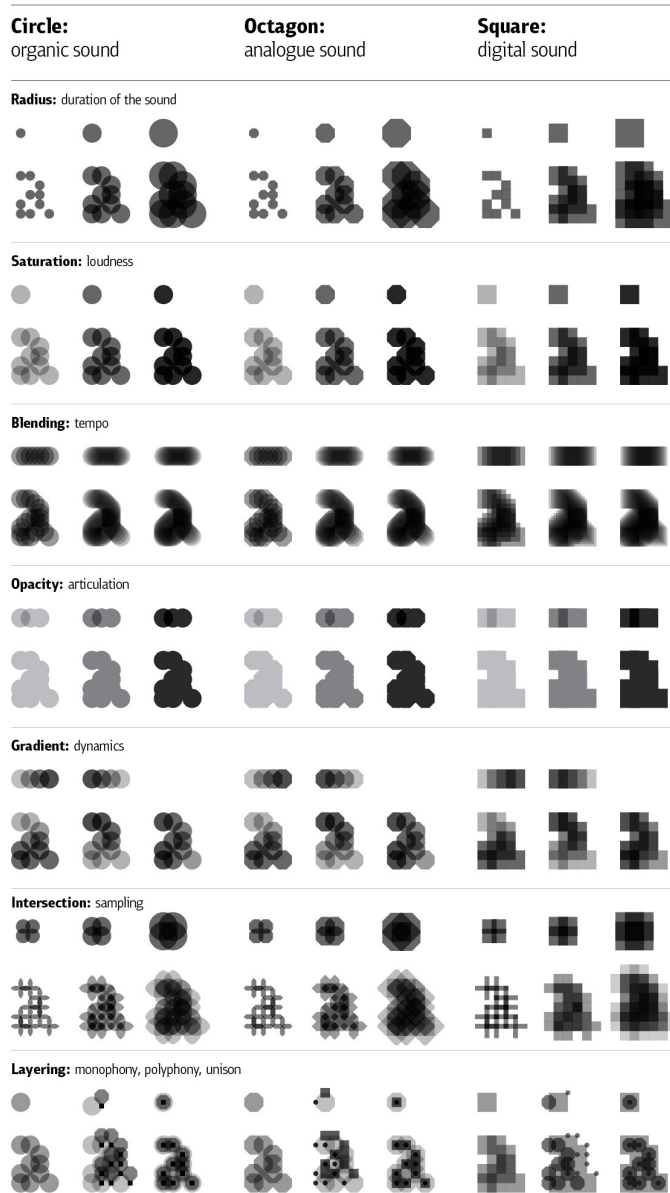 Circle:
organic sound
Octagon:
analogue sound
Square:
digital sound
Radius: duration of the sound
Saturation: loudness
Blending: tempo
Opacity: articulation
Gradient: dynamics
Intersection: sampling
Layering: monophony, polyphony, unison